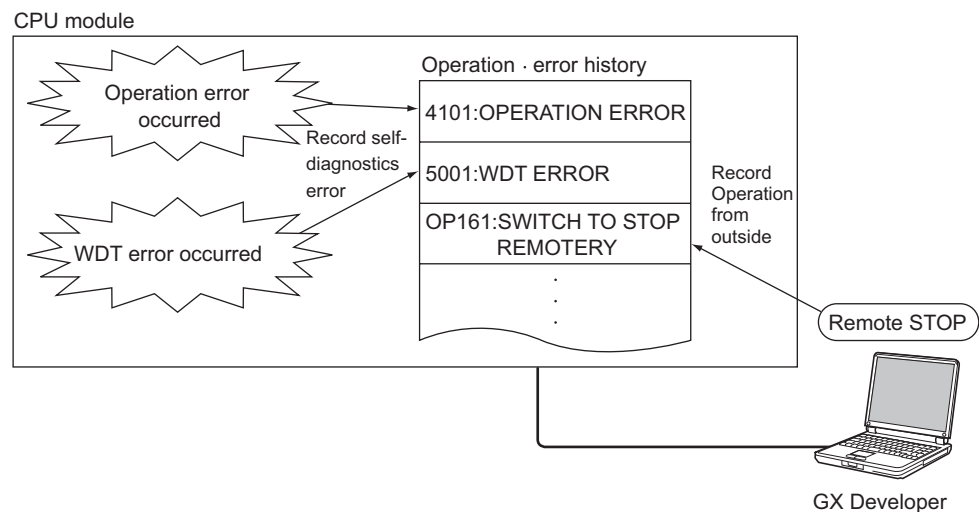 CPU module
Operation error
occurred
Operation · error history
4101:OPERATION ERROR
Record self-
diagnostics
error
5001:WDT ERROR
Record
Operation
from
outside
OP161:SWITCH TO STOP
REMOTERY
WDT error occurred
.
.
.
Remote STOP
GX Developer